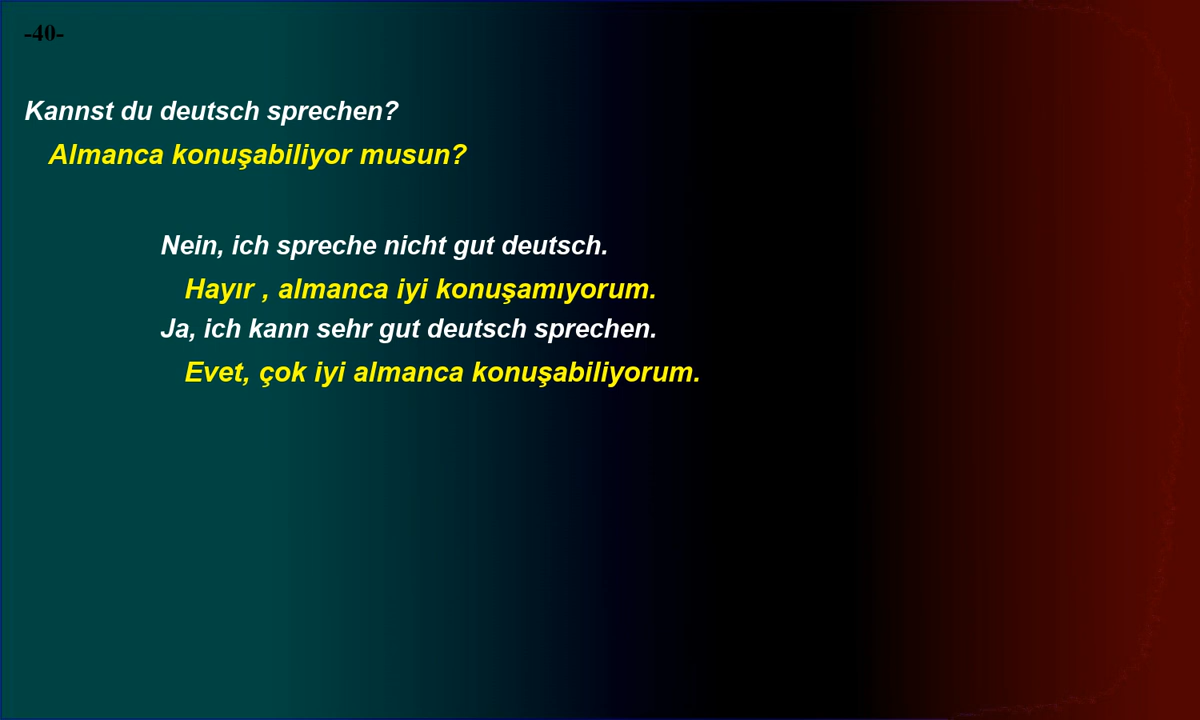 -40-
Kannst du deutsch sprechen?
Almanca konuşabiliyor musun?
Nein, ich spreche nicht gut deutsch.
Hayır , almanca iyi konuşamıyorum.
Ja, ich kann sehr gut deutsch sprechen.
Evet, çok iyi almanca konuşabiliyorum.